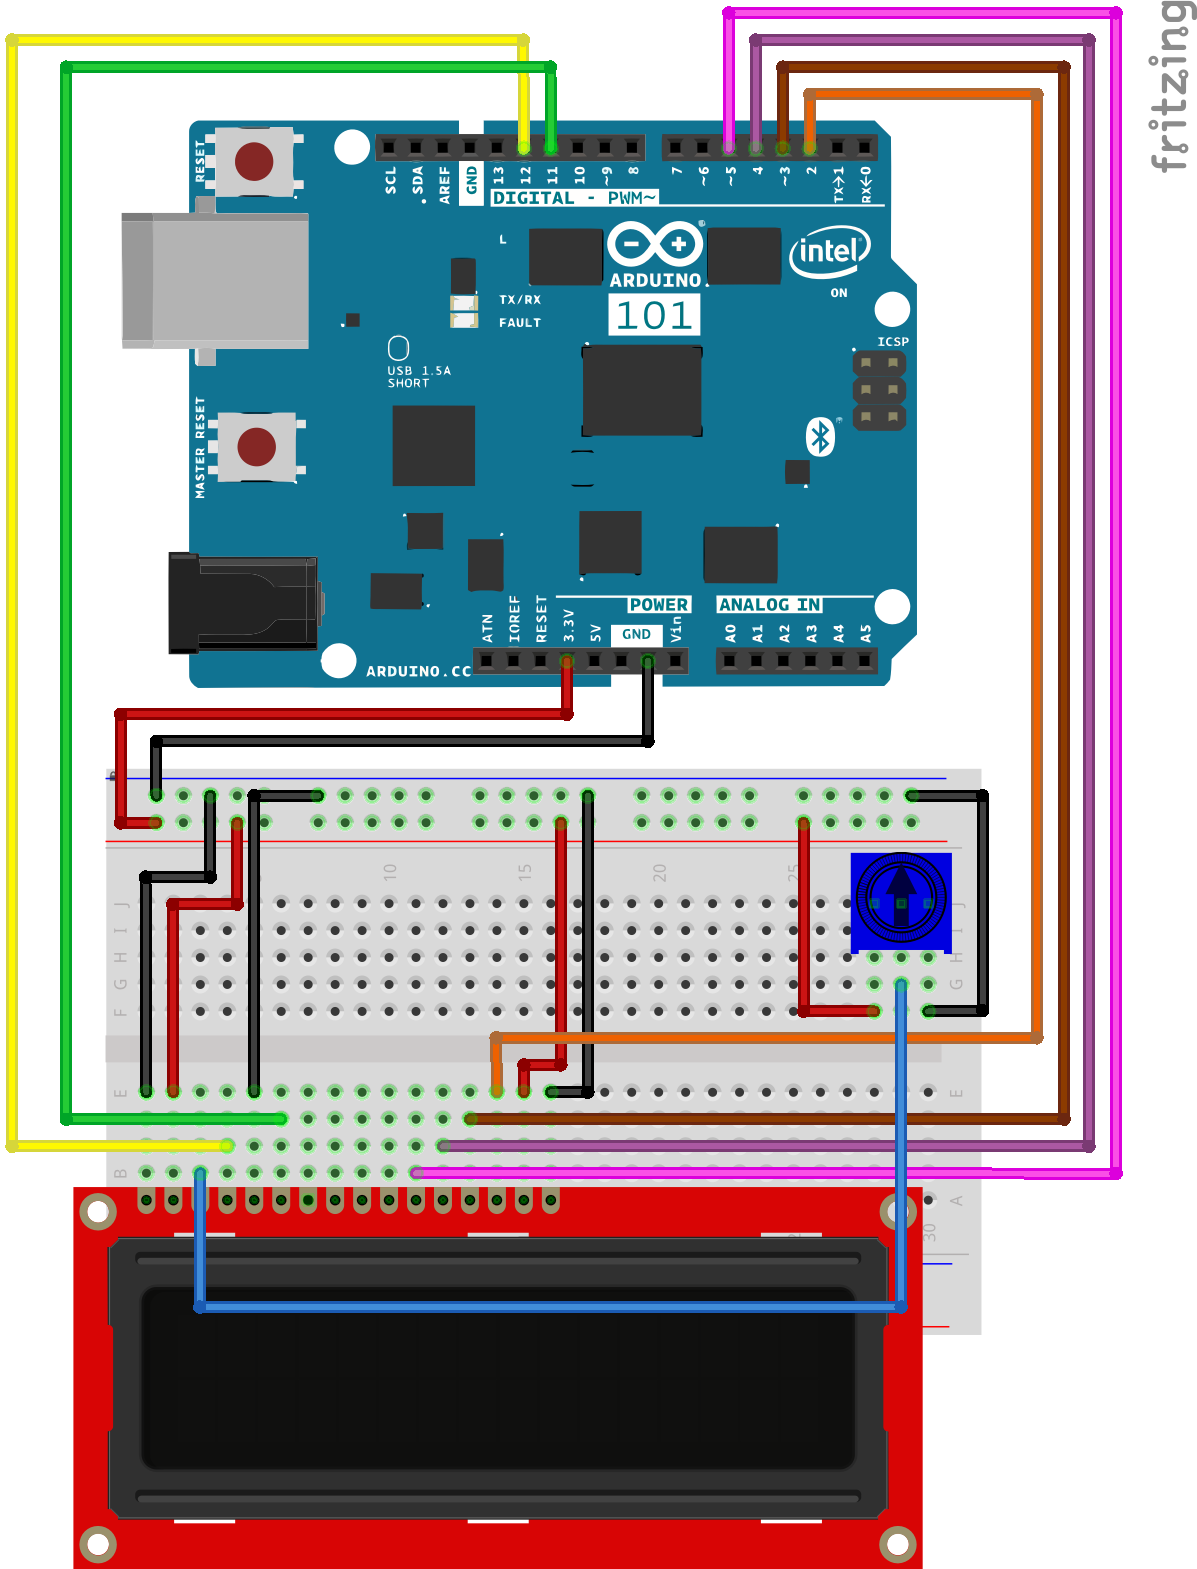 fritzing
RESET
SCL
SDA
AREF
GND
13
12
11
10
~9
8
7
~6
~5
4
~3
2
TX→1
RX←0
DIGITAL - PWM~
L
ARDUINO
intel
ON
101
TX/RX
FAULT
ICSP
USB 1.5A
SHORT
MASTER RESET
POWER
ANALOG IN
ATN
IOREF
RESET
3.3V
5V
GND
Vin
A0
A1
A2
A3
A4
A5
ARDUINO.CC
10
15
20
25
J
J
I
I
H
H
G
G
F
E
E
B
A
30